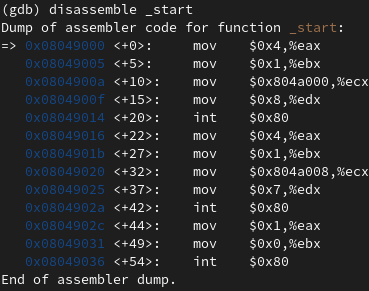 (gdb) disassemble _start
Dump of assembler code for function _start:
=> 0x08049000 <+0>:     mov    $0x4,%eax
   0x08049005 <+5>:     mov    $0x1,%ebx
   0x0804900a <+10>:    mov    $0x804a000,%ecx
   0x0804900f <+15>:    mov    $0x8,%edx
   0x08049014 <+20>:    int    $0x80
   0x08049016 <+22>:    mov    $0x4,%eax
   0x0804901b <+27>:    mov    $0x1,%ebx
   0x08049020 <+32>:    mov    $0x804a008,%ecx
   0x08049025 <+37>:    mov    $0x7,%edx
   0x0804902a <+42>:    int    $0x80
   0x0804902c <+44>:    mov    $0x1,%eax
   0x08049031 <+49>:    mov    $0x0,%ebx
   0x08049036 <+54>:    int    $0x80
End of assembler dump.